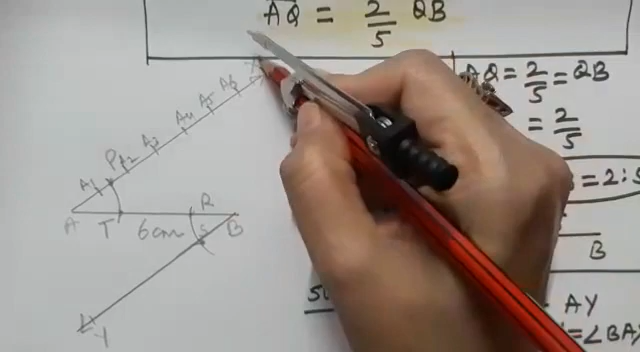 AQ = 2/5 QB
AQ = 2/5 = QB
= 2/5
= 2:5
A1 P A2 A3 A4 A5 A6
A T 6cm R B
S
B
AY
= ∠BAX
Y